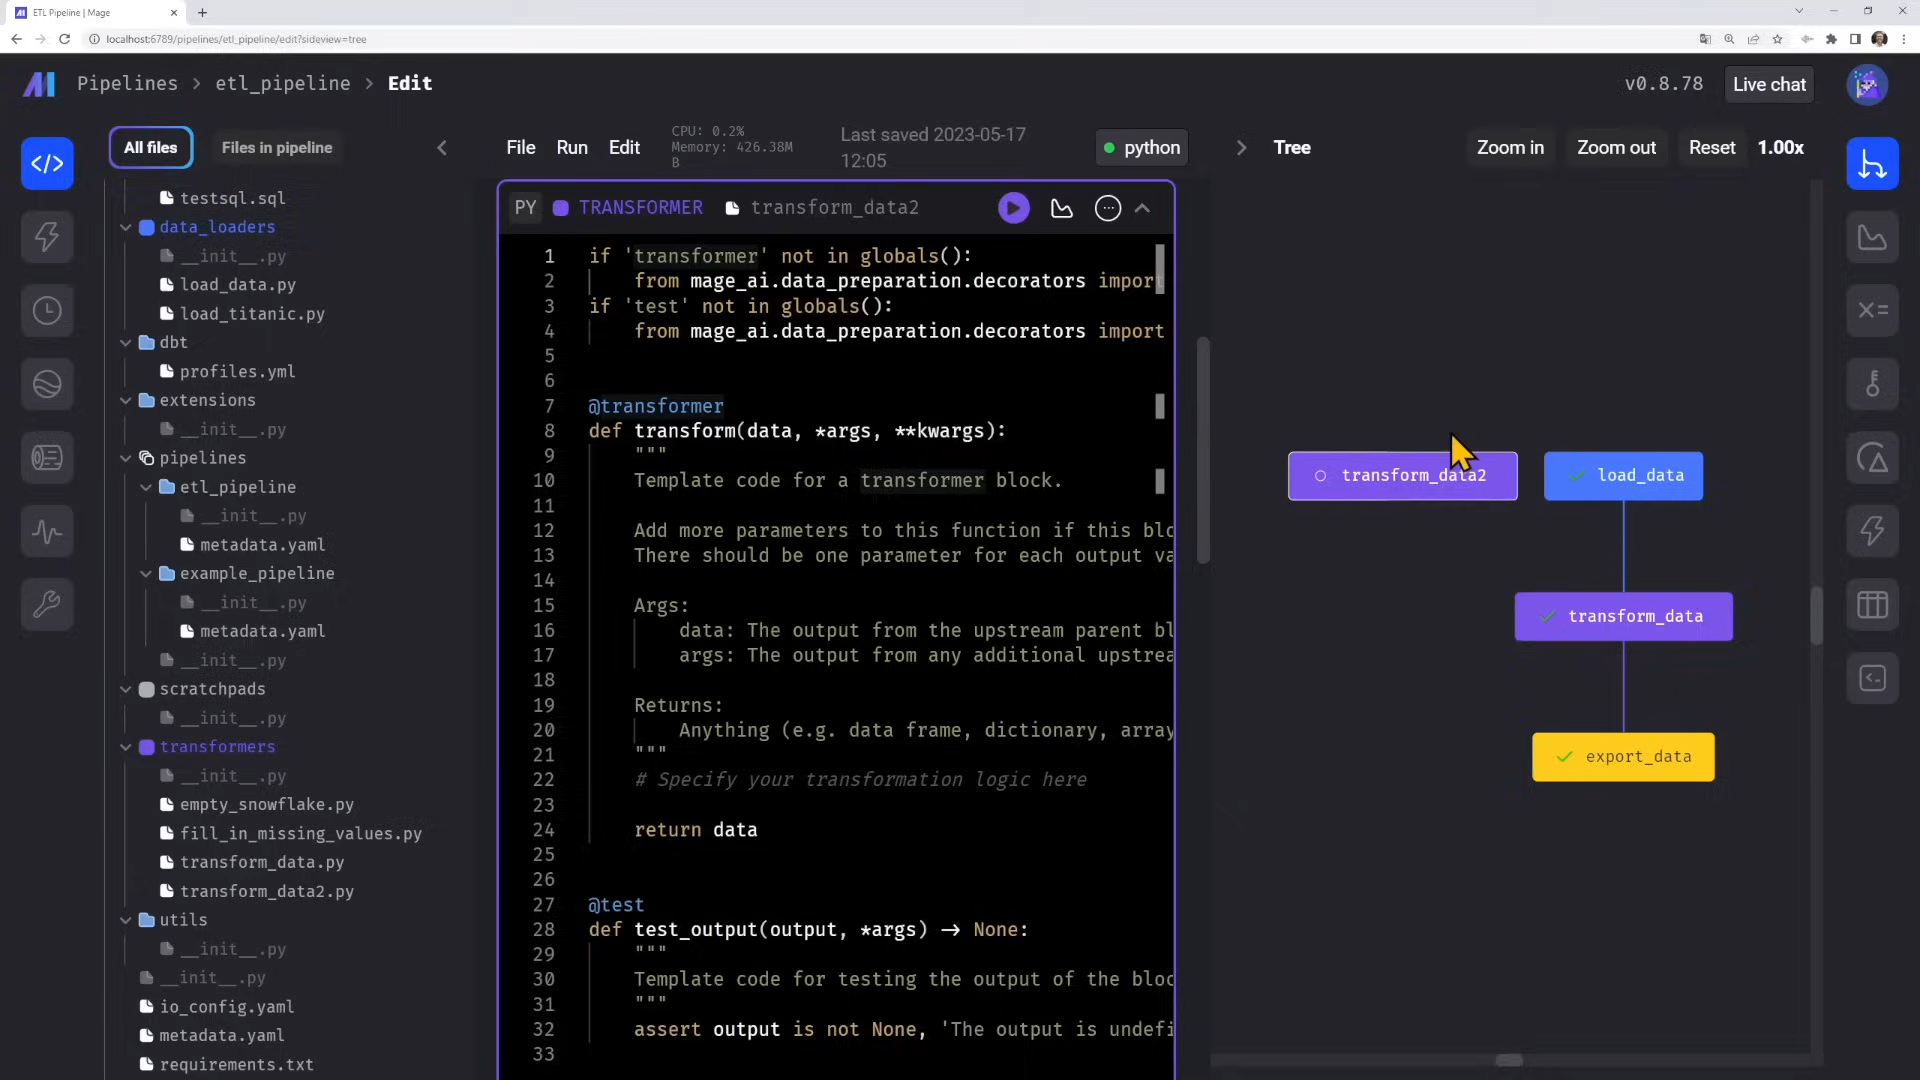 ETL Pipeline | Mage
localhost:6789/pipelines/etl_pipeline/edit?sideview=tree
Pipelines > etl_pipeline > Edit
v0.8.78
Live chat
All files
Files in pipeline
testsql.sql
data_loaders
__init__.py
load_data.py
load_titanic.py
dbt
profiles.yml
extensions
__init__.py
pipelines
etl_pipeline
__init__.py
metadata.yaml
example_pipeline
__init__.py
metadata.yaml
__init__.py
scratchpads
__init__.py
transformers
__init__.py
empty_snowflake.py
fill_in_missing_values.py
transform_data.py
transform_data2.py
utils
__init__.py
__init__.py
io_config.yaml
metadata.yaml
requirements.txt
File Run Edit
CPU: 0.2%
Memory: 426.38M
B
Last saved 2023-05-17
12:05
python
PY TRANSFORMER transform_data2
1 if 'transformer' not in globals():
2 from mage_ai.data_preparation.decorators import
3 if 'test' not in globals():
4 from mage_ai.data_preparation.decorators import
5
6
7 @transformer
8 def transform(data, *args, **kwargs):
9 """
10 Template code for a transformer block.
11
12 Add more parameters to this function if this blo
13 There should be one parameter for each output va
14
15 Args:
16 data: The output from the upstream parent bl
17 args: The output from any additional upstrea
18
19 Returns:
20 Anything (e.g. data frame, dictionary, array
21 """
22 # Specify your transformation logic here
23
24 return data
25
26
27 @test
28 def test_output(output, *args) -> None:
29 """
30 Template code for testing the output of the bloc
31 """
32 assert output is not None, 'The output is undefi
33
Tree
Zoom in
Zoom out
Reset
1.00x
transform_data2
load_data
transform_data
export_data